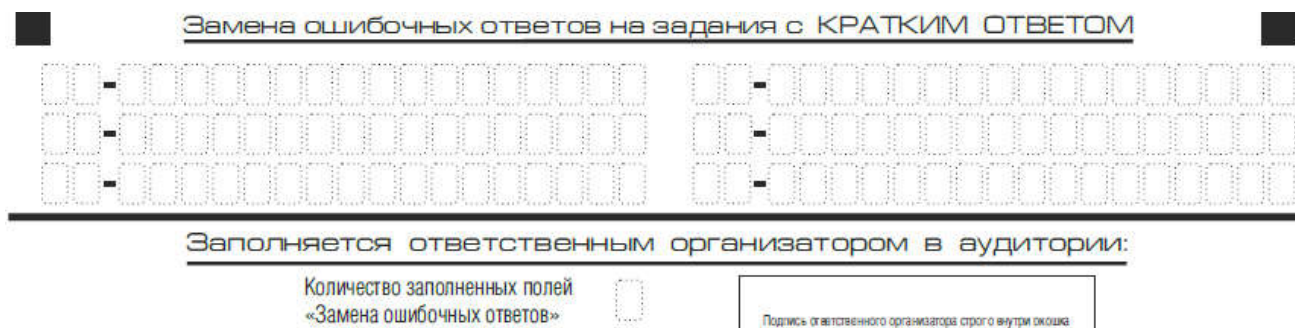 Замена ошибочных ответов на задания с КРАТКИМ ОТВЕТОМ
Заполняется ответственным организатором в аудитории:
Количество заполненных полей
«Замена ошибочных ответов»
Подпись ответственного организатора строго внутри окошка